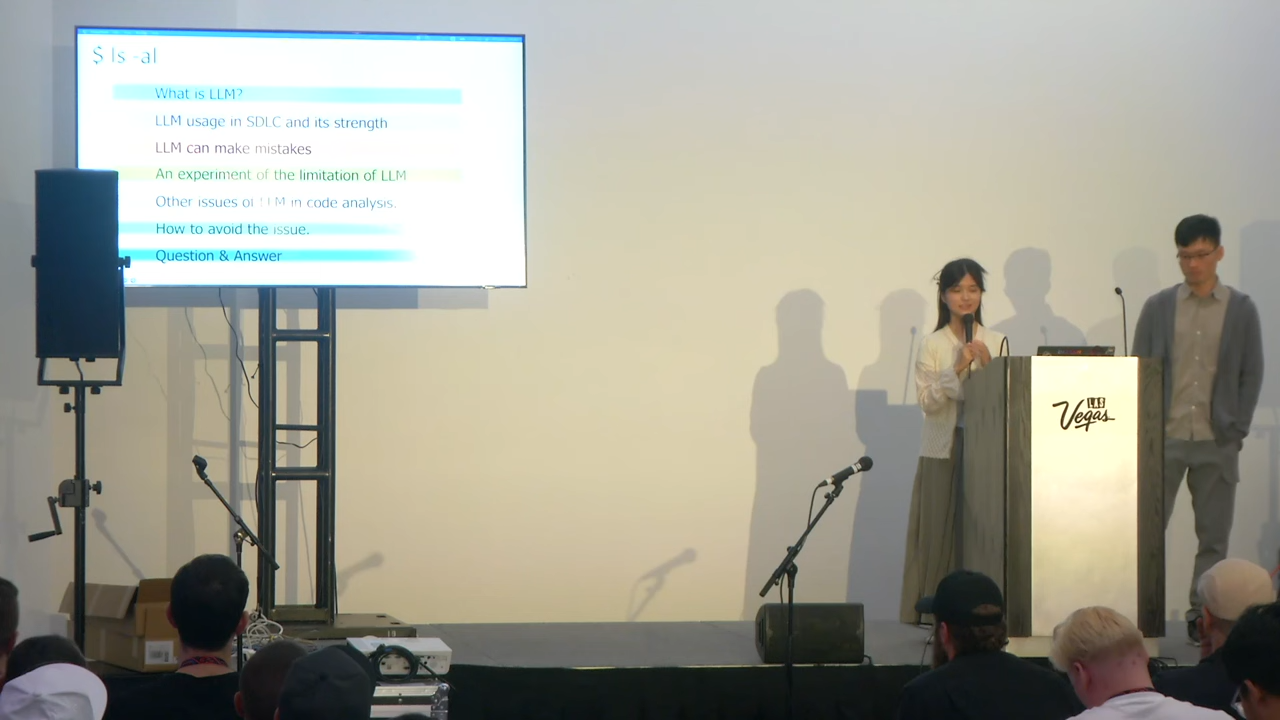 $ ls -al
What is LLM?
LLM usage in SDLC and its strength
LLM can make mistakes
An experiment of the limitation of LLM
Other issues of LLM in code analysis.
How to avoid the issue.
Question & Answer
LAS
Vegas